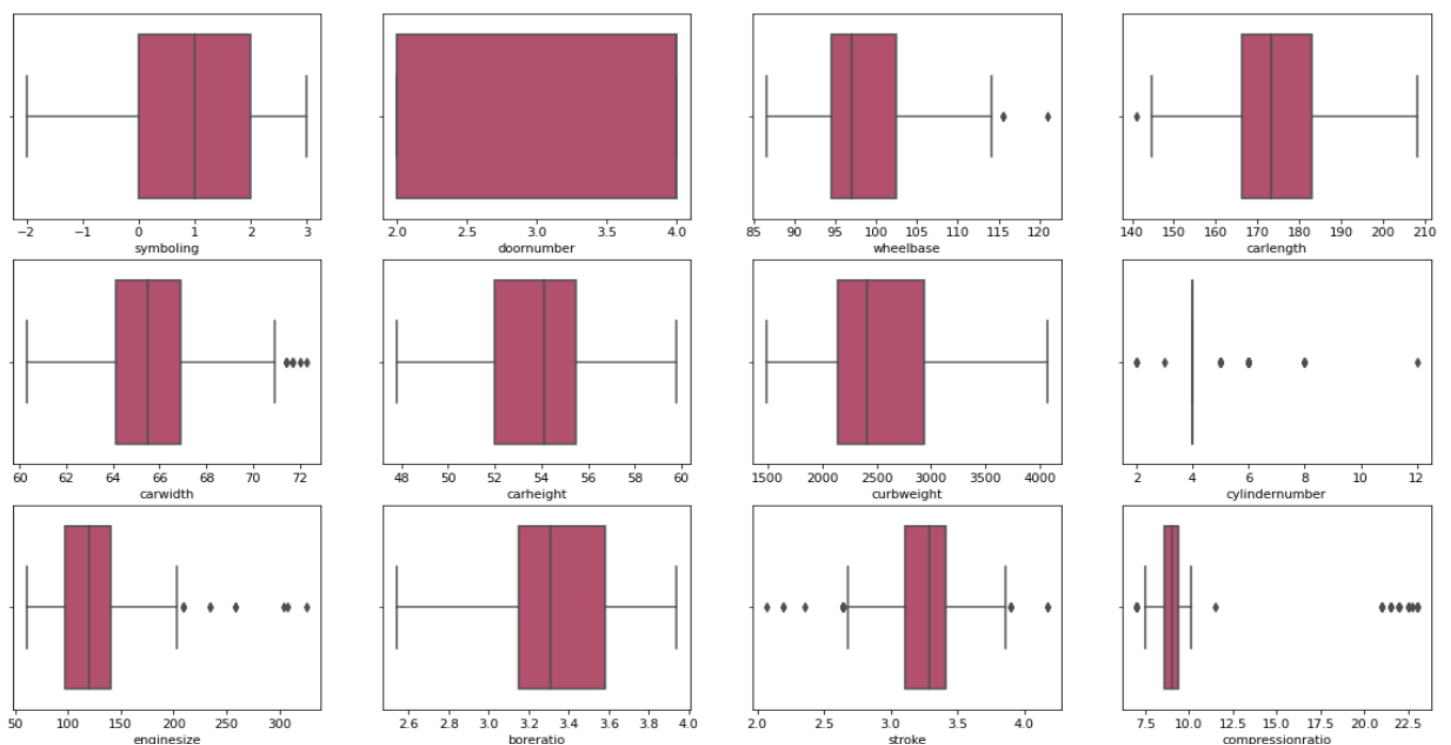 −2 −1 0 1 2 3
symboling
2.0 2.5 3.0 3.5 4.0
doornumber
85 90 95 100 105 110 115 120
wheelbase
140 150 160 170 180 190 200 210
carlength
60 62 64 66 68 70 72
carwidth
48 50 52 54 56 58 60
carheight
1500 2000 2500 3000 3500 4000
curbweight
2 4 6 8 10 12
cylindernumber
50 100 150 200 250 300
enginesize
2.6 2.8 3.0 3.2 3.4 3.6 3.8 4.0
boreratio
2.0 2.5 3.0 3.5 4.0
stroke
7.5 10.0 12.5 15.0 17.5 20.0 22.5
compressionratio